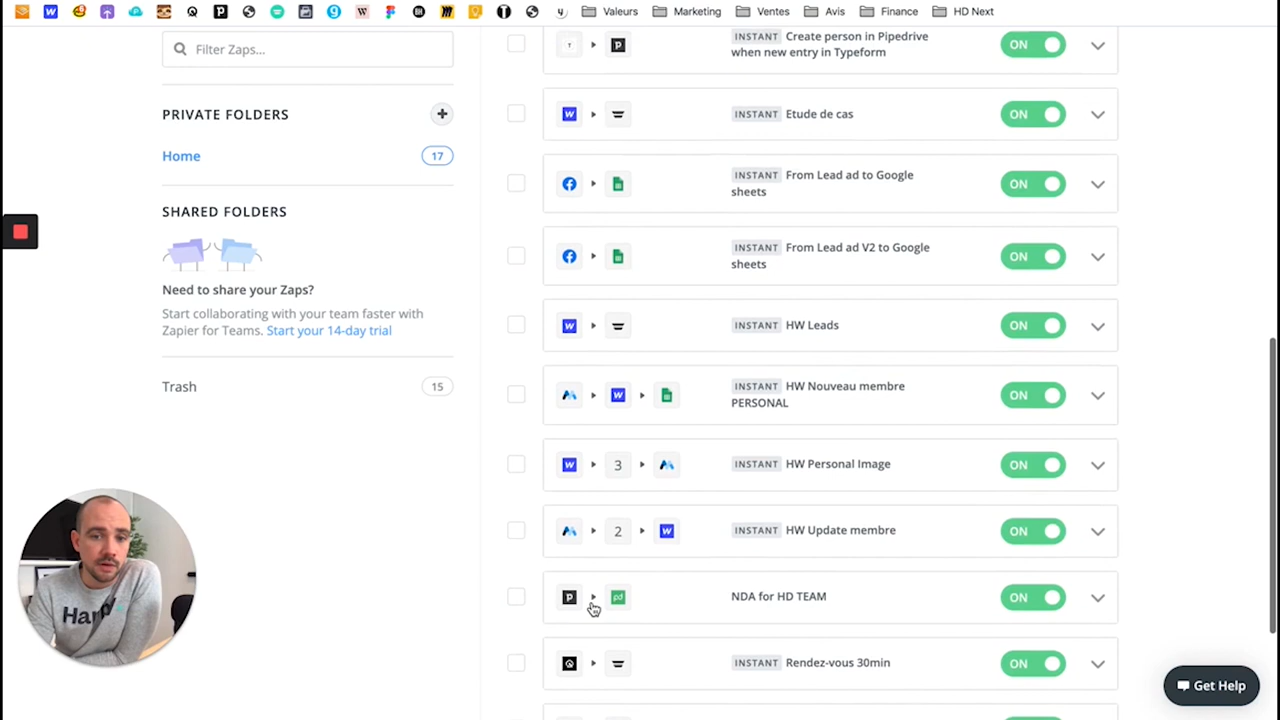 Valeurs
Marketing
Ventes
Avis
Finance
HD Next
Filter Zaps...
PRIVATE FOLDERS
Home
17
SHARED FOLDERS
Need to share your Zaps?
Start collaborating with your team faster with
Zapier for Teams. Start your 14-day trial
Trash
15
INSTANT Create person in Pipedrive
when new entry in Typeform
ON
INSTANT Etude de cas
ON
INSTANT From Lead ad to Google
sheets
ON
INSTANT From Lead ad V2 to Google
sheets
ON
INSTANT HW Leads
ON
INSTANT HW Nouveau membre
PERSONAL
ON
3
INSTANT HW Personal Image
ON
2
INSTANT HW Update membre
ON
NDA for HD TEAM
ON
INSTANT Rendez-vous 30min
ON
Get Help